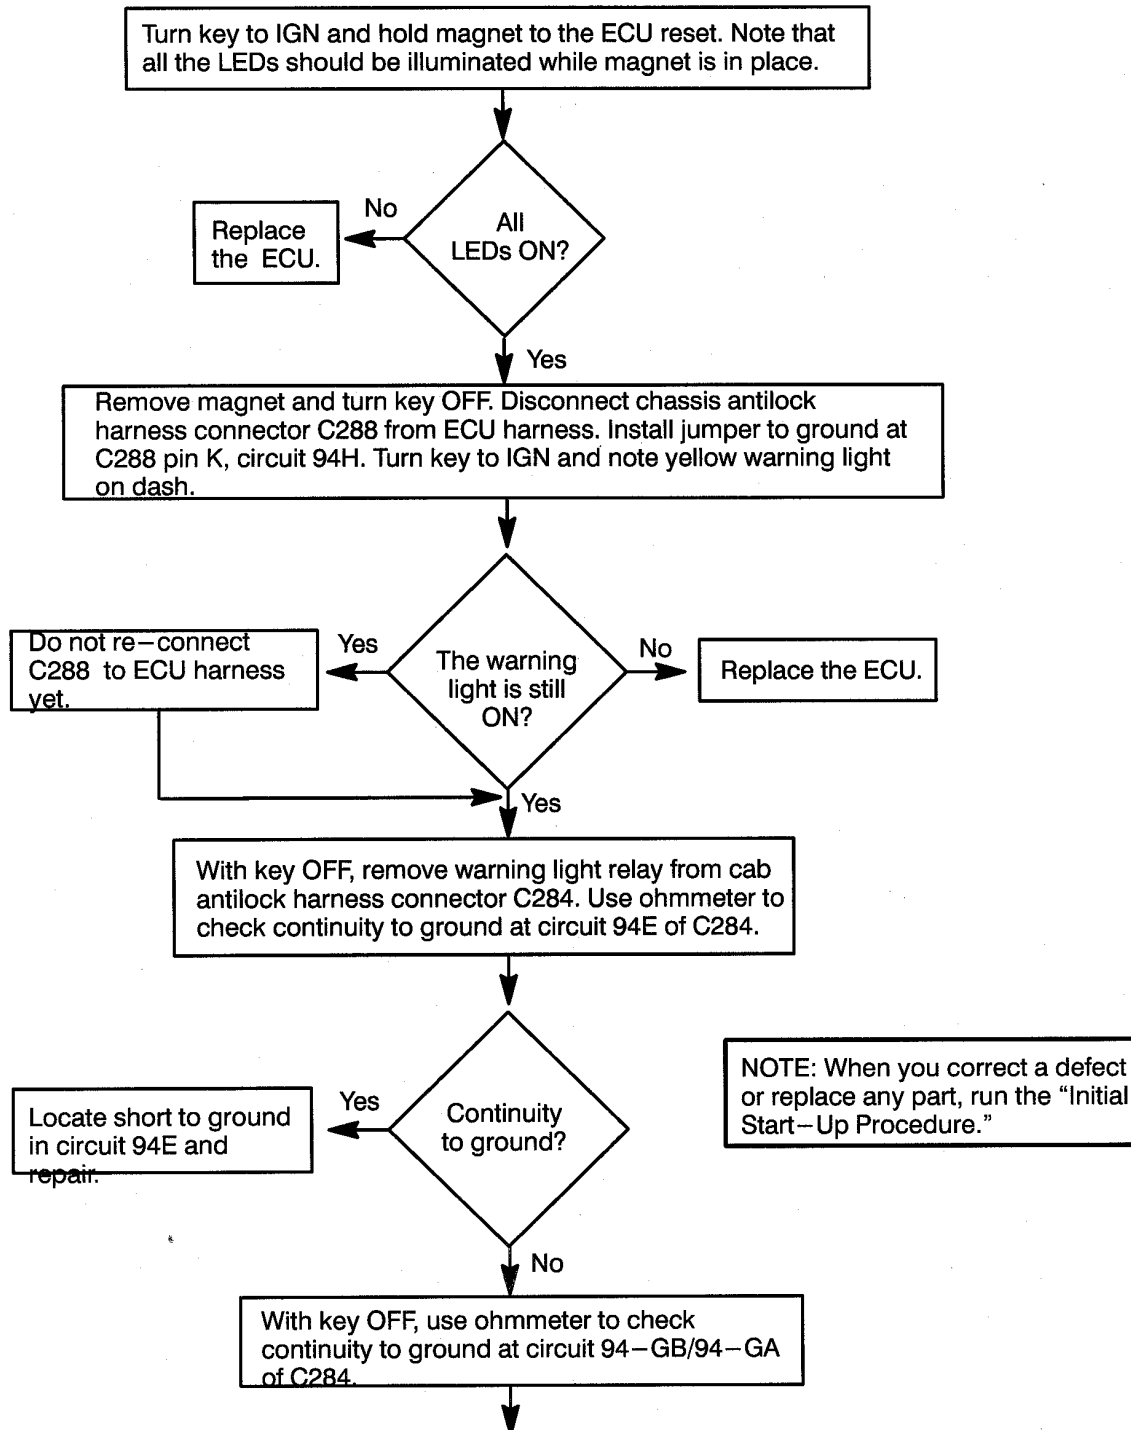 Turn key to IGN and hold magnet to the ECU reset. Note that
all the LEDs should be illuminated while magnet is in place.
All
LEDs ON?
No
Replace
the ECU.
Yes
Remove magnet and turn key OFF. Disconnect chassis antilock
harness connector C288 from ECU harness. Install jumper to ground at
C288 pin K, circuit 94H. Turn key to IGN and note yellow warning light
on dash.
The warning
light is still
ON?
Yes
Do not re-connect
C288 to ECU harness
yet.
No
Replace the ECU.
Yes
With key OFF, remove warning light relay from cab
antilock harness connector C284. Use ohmmeter to
check continuity to ground at circuit 94E of C284.
Continuity
to ground?
Yes
Locate short to ground
in circuit 94E and
repair.
NOTE: When you correct a defect
or replace any part, run the “Initial
Start-Up Procedure.”
No
With key OFF, use ohmmeter to check
continuity to ground at circuit 94-GB/94-GA
of C284.